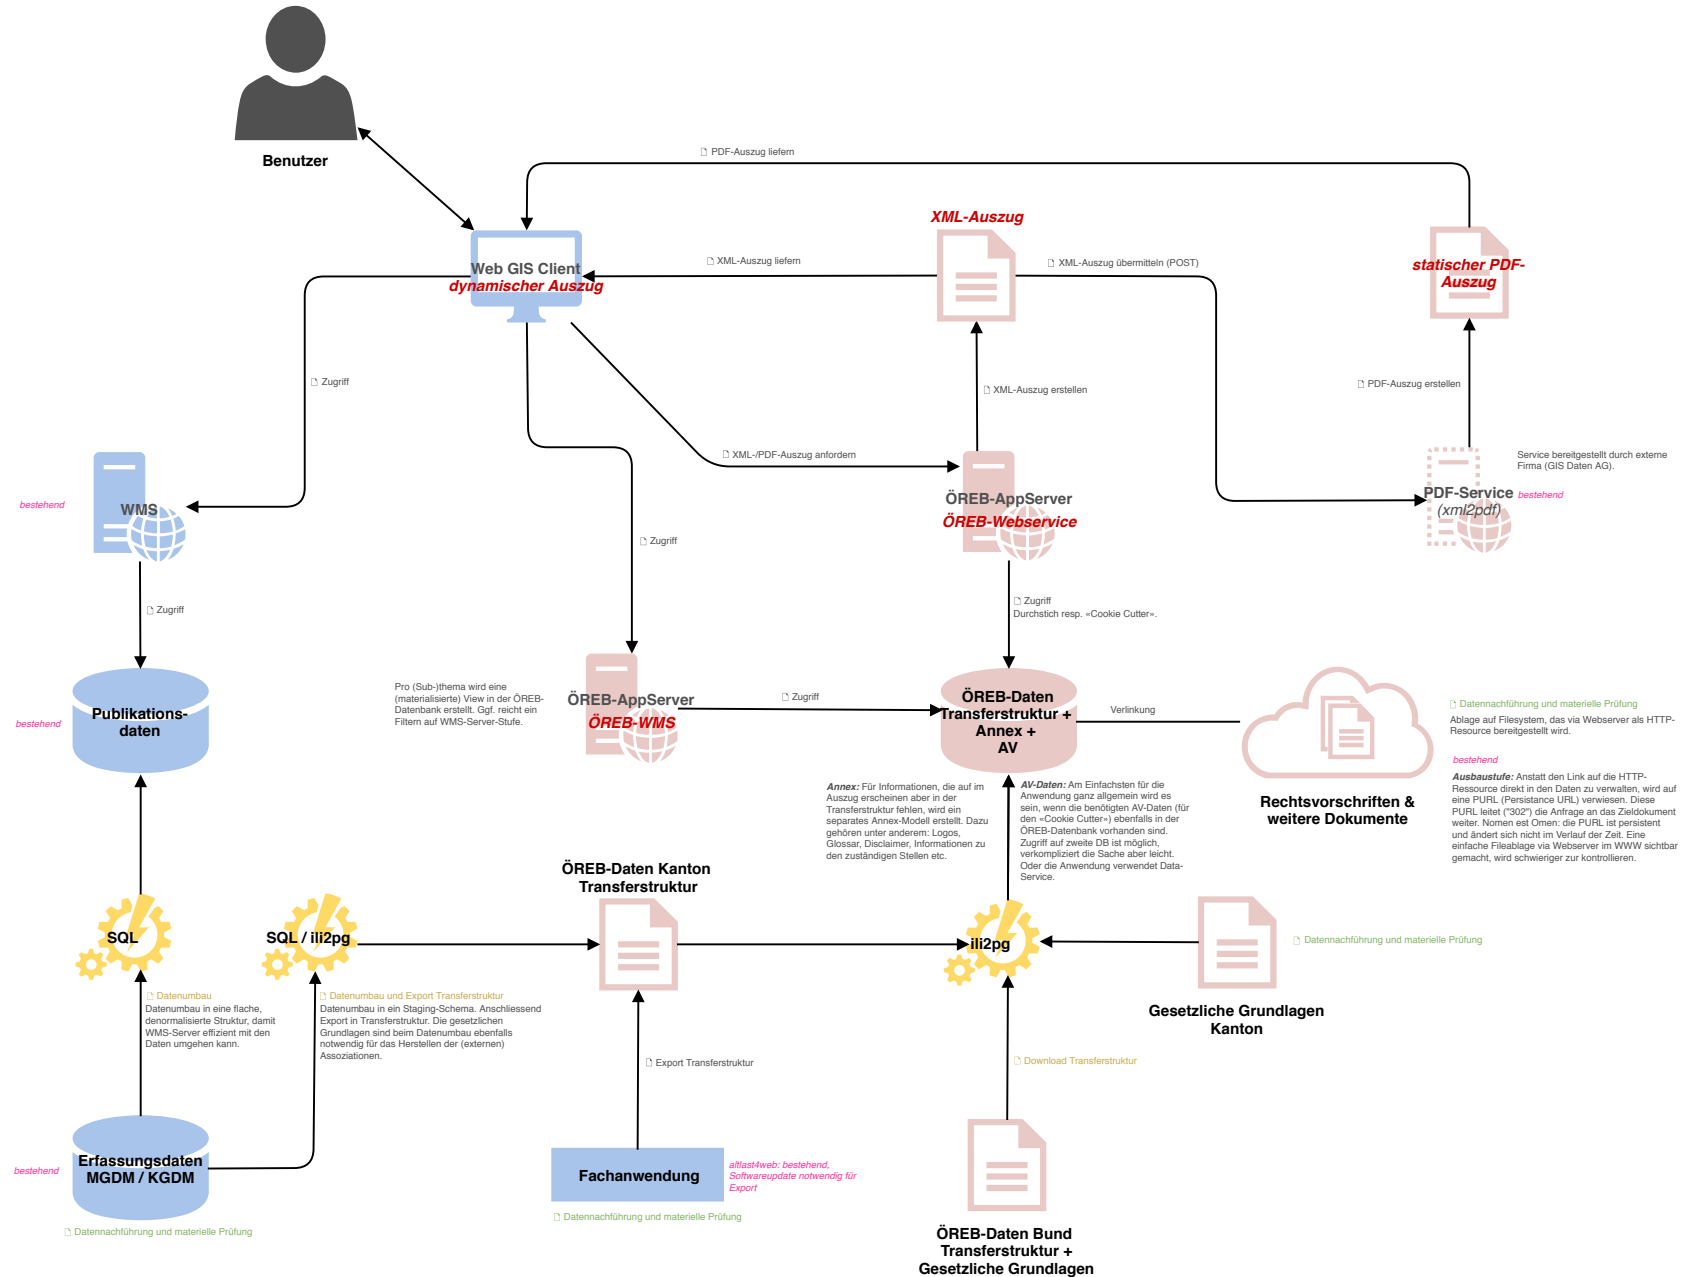 Benutzer
PDF-Auszug liefern
XML-Auszug
Web GIS Client
dynamischer Auszug
XML-Auszug liefern
XML-Auszug übermitteln (POST)
statischer PDF-
Auszug
Zugriff
XML-Auszug erstellen
PDF-Auszug erstellen
XML-/PDF-Auszug anfordern
Service bereitgestellt durch externe
Firma (GIS Daten AG).
bestehend
WMS
ÖREB-AppServer
ÖREB-Webservice
PDF-Service
(xml2pdf)
bestehend
Zugriff
Zugriff
Zugriff
Durchstich resp. «Cookie Cutter».
bestehend
Publikations-
daten
Pro (Sub-)thema wird eine
(materialisierte) View in der ÖREB-
Datenbank erstellt. Ggf. reicht ein
Filtern auf WMS-Server-Stufe.
ÖREB-AppServer
ÖREB-WMS
Zugriff
ÖREB-Daten
Transferstruktur +
Annex +
AV
Verlinkung
Datennachführung und materielle Prüfung
Ablage auf Filesystem, das via Webserver als HTTP-
Resource bereitgestellt wird.
bestehend
Ausbaustufe: Anstatt den Link auf die HTTP-
Ressource direkt in den Daten zu verwalten, wird auf
eine PURL (Persistance URL) verwiesen. Diese
PURL leitet ("302") die Anfrage an das Zieldokument
weiter. Nomen est Omen: die PURL ist persistent
und ändert sich nicht im Verlauf der Zeit. Eine
einfache Fileablage via Webserver im WWW sichtbar
gemacht, wird schwieriger zur kontrollieren.
Rechtsvorschriften &
weitere Dokumente
Annex: Für Informationen, die auf im
Auszug erscheinen aber in der
Transferstruktur fehlen, wird ein
separates Annex-Modell erstellt. Dazu
gehören unter anderem: Logos,
Glossar, Disclaimer, Informationen zu
den zuständigen Stellen etc.
AV-Daten: Am Einfachsten für die
Anwendung ganz allgemein wird es
sein, wenn die benötigten AV-Daten (für
den «Cookie Cutter») ebenfalls in der
ÖREB-Datenbank vorhanden sind.
Zugriff auf zweite DB ist möglich,
verkompliziert die Sache aber leicht.
Oder die Anwendung verwendet Data-
Service.
ÖREB-Daten Kanton
Transferstruktur
SQL
SQL / ili2pg
ili2pg
Datennachführung und materielle Prüfung
Datenumbau
Datenumbau in eine flache,
denormalisierte Struktur, damit
WMS-Server effizient mit den
Daten umgehen kann.
Datenumbau und Export Transferstruktur
Datenumbau in ein Staging-Schema. Anschliessend
Export in Transferstruktur. Die gesetzlichen
Grundlagen sind beim Datenumbau ebenfalls
notwendig für das Herstellen der (externen)
Assoziationen.
Gesetzliche Grundlagen
Kanton
Export Transferstruktur
Download Transferstruktur
bestehend
Erfassungsdaten
MGDM / KGDM
Fachanwendung
altlast4web: bestehend,
Softwareupdate notwendig für
Export
Datennachführung und materielle Prüfung
Datennachführung und materielle Prüfung
ÖREB-Daten Bund
Transferstruktur +
Gesetzliche Grundlagen